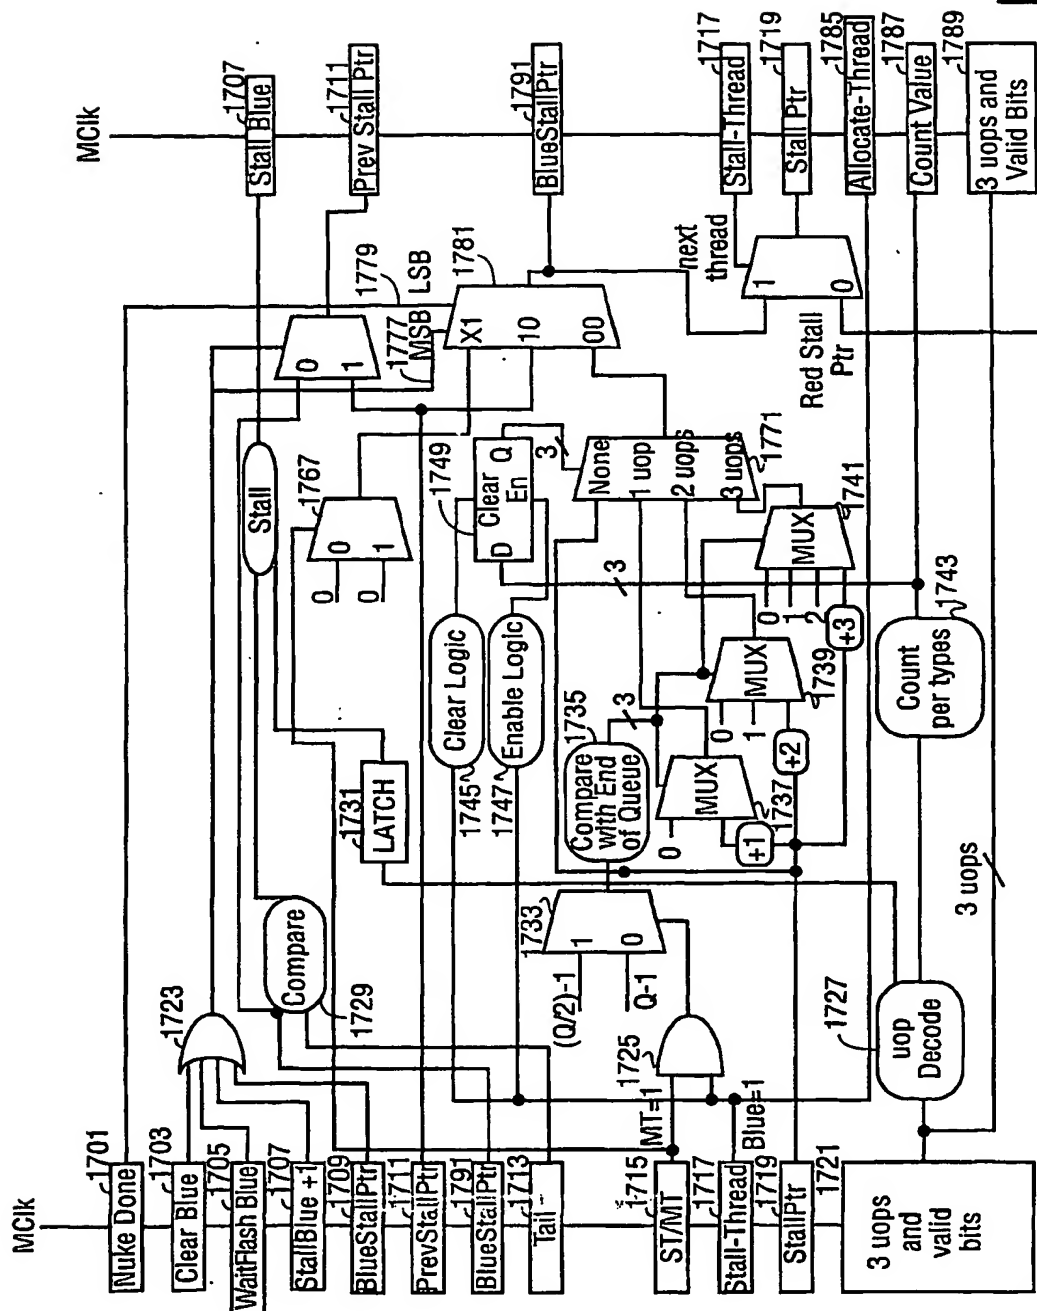 MClk
1701
Nuke Done
1703
Clear Blue
1705
WaitFlash Blue
1707
StallBlue +1
1709
BlueStallPtr
1711
PrevStallPtr
1791
BlueStallPtr
1713
Tail
1715
ST/MT
1717
Stall-Thread
1719
StallPtr
1721
3 uops
and
valid
bits
1723
Compare
1729
MT=1
1725
Blue=1
1727
uop
Decode
(Q/2)-1
Q-1
1733
1
0
1731
LATCH
1745
Clear Logic
1747
Enable Logic
1735
Compare
with End
of Queue
3
0
MUX
1737
+1
0
1
MUX
1739
+2
0
1
2
MUX
1741
+3
1743
Count
per types
3 uops
Stall
1767
0
1
0
0
1749
D
Clear
En
Q
3
3
None
1 uop
2 uops
3 uops
1771
0
1
1777
MSB
1779
LSB
1781
X1
10
00
next
thread
1
0
Red Stall
Ptr
MClk
1707
Stall Blue
1711
Prev Stall Ptr
1791
BlueStallPtr
1717
Stall-Thread
1719
Stall Ptr
1785
Allocate-Thread
1787
Count Value
1789
3 uops and
Valid Bits